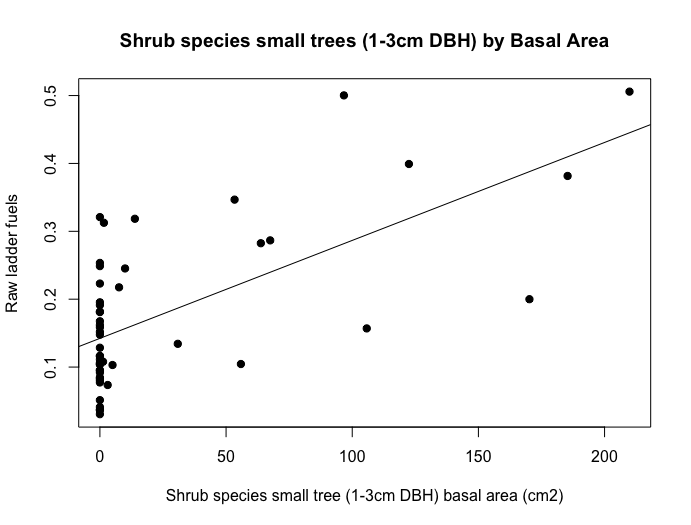 Shrub species small trees (1-3cm DBH) by Basal Area
0.5
0.4
0.3
0.2
0.1
Raw ladder fuels
0 50 100 150 200
Shrub species small tree (1-3cm DBH) basal area (cm2)